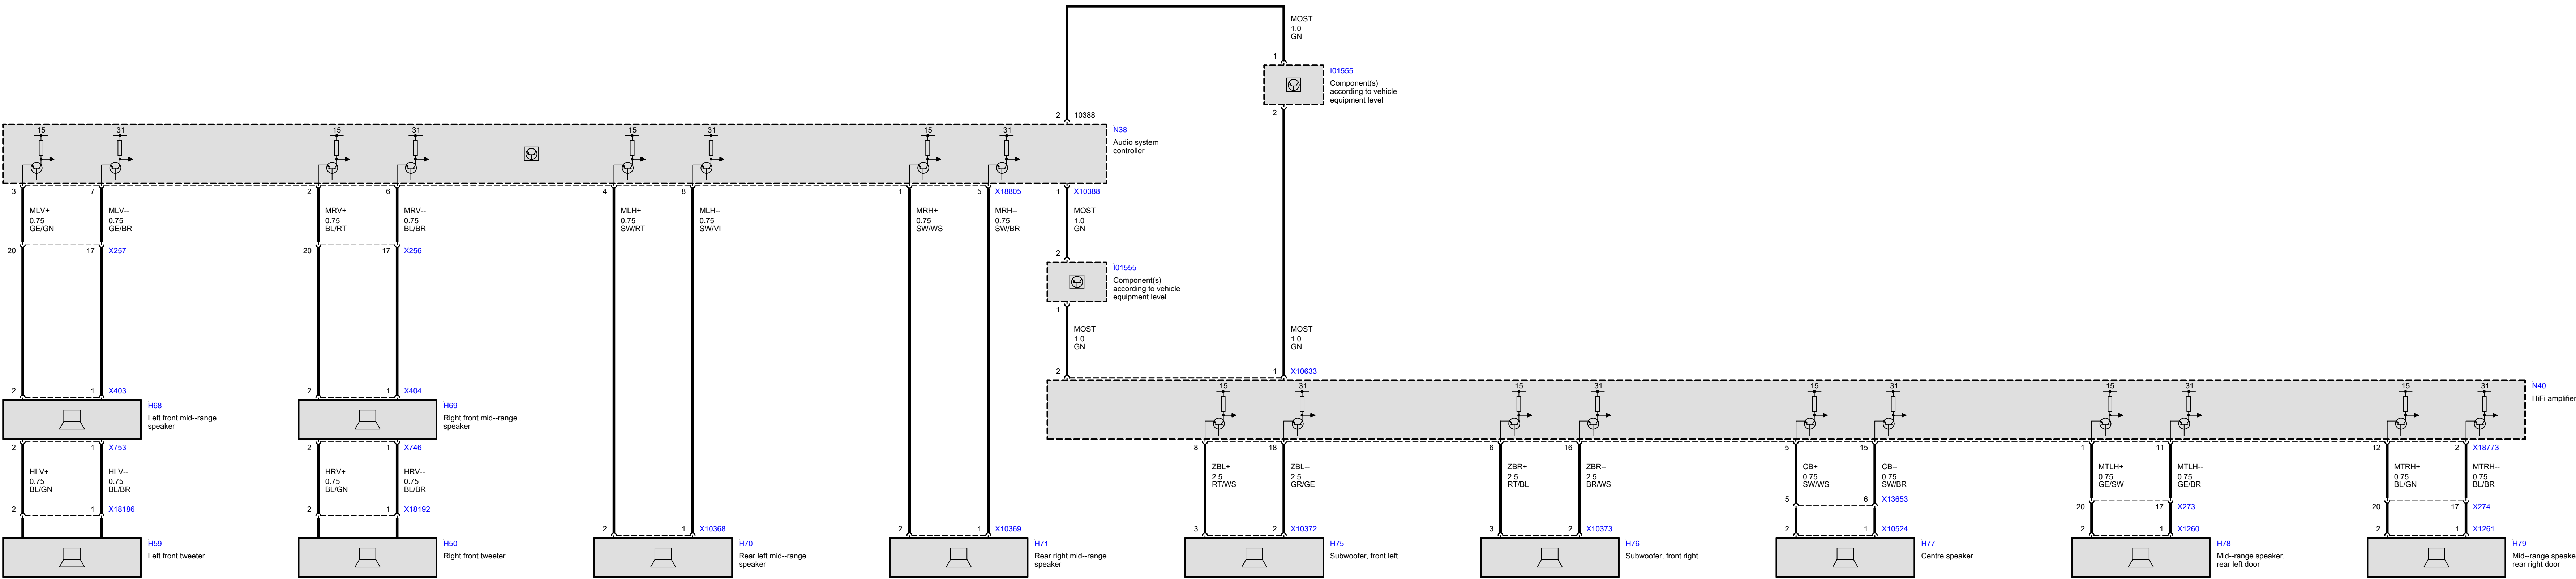 MOST
1.0
GN
1
I01555
Component(s)
according to vehicle
equipment level
2
2 10388
N38
Audio system
controller
15 31 15 31 15 31 15 31
3 7 2 6 4 8 1 5 X18805 1 X10388
MLV+ MLV-- MRV+ MRV-- MLH+ MLH-- MRH+ MRH-- MOST
0.75 0.75 0.75 0.75 0.75 0.75 0.75 0.75 1.0
GE/GN GE/BR BL/RT BL/BR SW/RT SW/VI SW/WS SW/BR GN
20 17 X257 20 17 X256
2
I01555
Component(s)
according to vehicle
equipment level
1
MOST MOST
1.0 1.0
GN GN
2 1 X10633
15 31 15 31 15 31 15 31 15 31
N40
HiFi amplifier
2 1 X403 2 1 X404
H68
Left front mid--range
speaker
H69
Right front mid--range
speaker
2 1 X753 2 1 X746
8 18 6 16 5 15 1 11 12 2 X18773
HLV+ HLV-- HRV+ HRV--
0.75 0.75 0.75 0.75
BL/GN BL/BR BL/GN BL/BR
ZBL+ ZBL-- ZBR+ ZBR-- CB+ CB-- MTLH+ MTLH-- MTRH+ MTRH--
2.5 2.5 2.5 2.5 0.75 0.75 0.75 0.75 0.75 0.75
RT/WS GR/GE RT/BL BR/WS SW/WS SW/BR GE/SW GE/BR BL/GN BL/BR
5 6 X13653 20 17 X273 20 17 X274
2 1 X18186 2 1 X18192
2 1 X10368 2 1 X10369 3 2 X10372 3 2 X10373 2 1 X10524 2 1 X1260 2 1 X1261
H59
Left front tweeter
H50
Right front tweeter
H70
Rear left mid--range
speaker
H71
Rear right mid--range
speaker
H75
Subwoofer, front left
H76
Subwoofer, front right
H77
Centre speaker
H78
Mid--range speaker,
rear left door
H79
Mid--range speake
rear right door